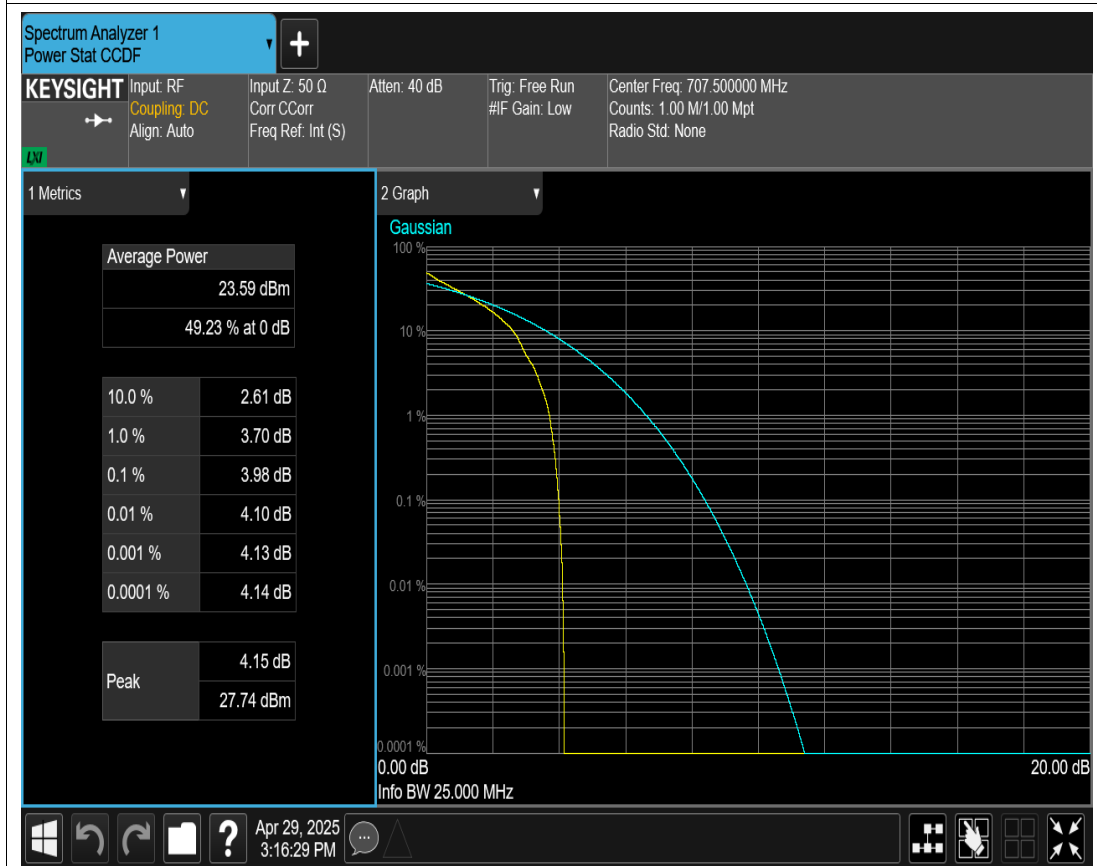 Spectrum Analyzer 1
Power Stat CCDF
+
KEYSIGHT
Input: RF
Coupling: DC
Align: Auto
Input Z: 50 Ω
Corr CCorr
Freq Ref: Int (S)
Atten: 40 dB
Trig: Free Run
#IF Gain: Low
Center Freq: 707.500000 MHz
Counts: 1.00 M/1.00 Mpt
Radio Std: None
LXI
1 Metrics
Average Power
23.59 dBm
49.23 % at 0 dB
10.0 % 2.61 dB
1.0 % 3.70 dB
0.1 % 3.98 dB
0.01 % 4.10 dB
0.001 % 4.13 dB
0.0001 % 4.14 dB
Peak
4.15 dB
27.74 dBm
2 Graph
Gaussian
100 %
10 %
1 %
0.1 %
0.01 %
0.001 %
0.0001 %
0.00 dB
20.00 dB
Info BW 25.000 MHz
?
Apr 29, 2025
3:16:29 PM